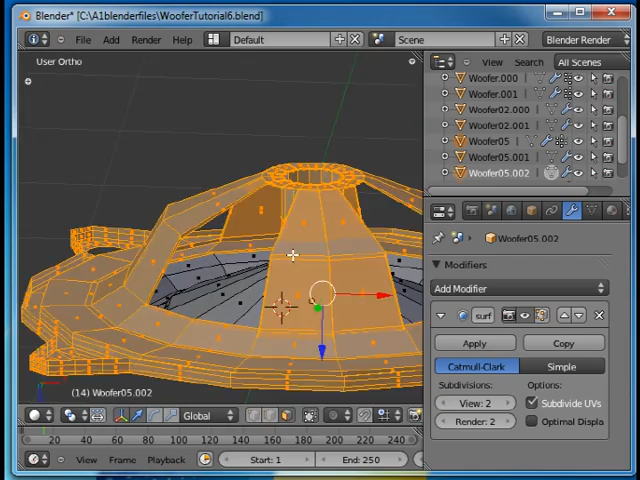 Blender* [C:\A1blenderfiles\WooferTutorial6.blend]
File Add Render Help Default Scene Blender Render
User Ortho
View Search All Scenes
Woofer.000
Woofer.001
Woofer02.000
Woofer02.001
Woofer05
Woofer05.001
Woofer05.002
Woofer05.002
Modifiers
Add Modifier
surf
Apply Copy
Catmull-Clark Simple
Subdivisions: Options:
View: 2 Subdivide UVs
Render: 2 Optimal Displa
(14) Woofer05.002
Global
20 40 60 80 100 120 140 160 180 200 220 240
View Frame Playback Start: 1 End: 250